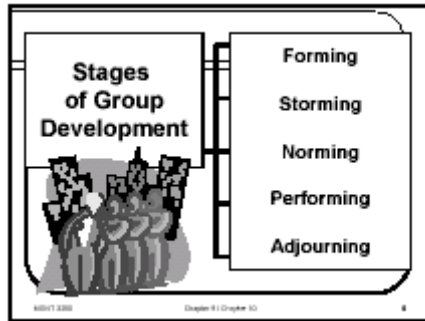 Stages
of Group
Development
Forming
Storming
Norming
Performing
Adjourning